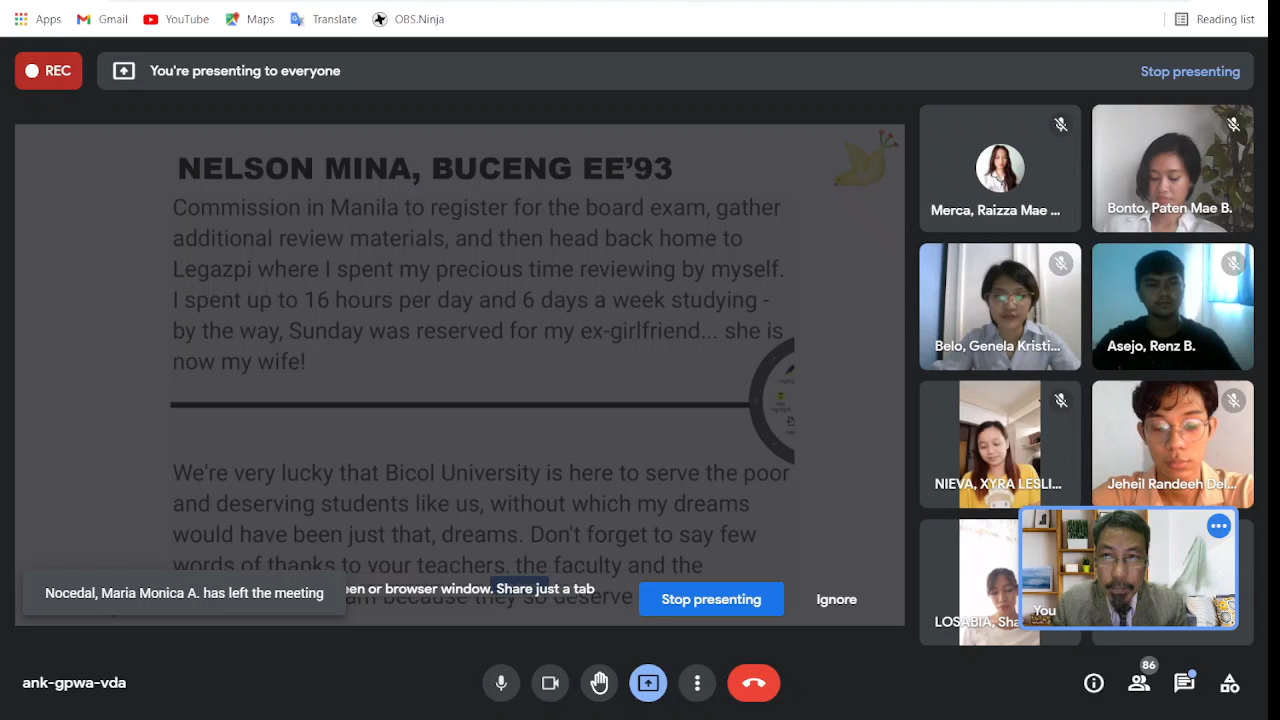 Apps Gmail YouTube Maps Translate OBS.Ninja Reading list
REC You're presenting to everyone Stop presenting
NELSON MINA, BUCENG EE’93
Commission in Manila to register for the board exam, gather
additional review materials, and then head back home to
Legazpi where I spent my precious time reviewing by myself.
I spent up to 16 hours per day and 6 days a week studying -
by the way, Sunday was reserved for my ex-girlfriend... she is
now my wife!
We're very lucky that Bicol University is here to serve the poor
and deserving students like us, without which my dreams
would have been just that, dreams. Don't forget to say few
words of thanks to your teachers, the faculty and the
because they so deserve
Nocedal, Maria Monica A. has left the meeting
een or browser window. Share just a tab
Stop presenting Ignore
Merca, Raizza Mae ...
Bonto, Paten Mae B.
Belo, Genela Kristi...
Asejo, Renz B.
NIEVA, XYRA LESLI...
Jeheil Randeeh Del...
LOSABIA, Sha
You
ank-gpwa-vda
86